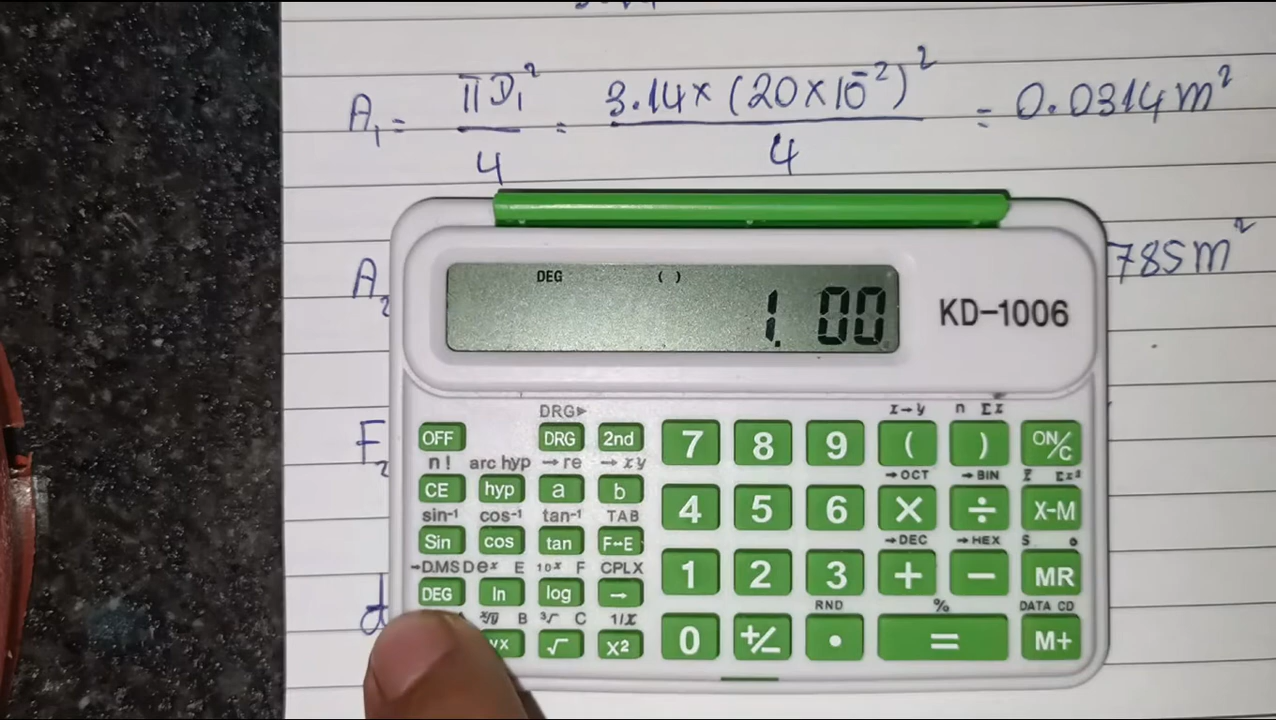 A₁ = πD₁² / 4 = 3.14 × (20 × 10⁻²)² / 4 = 0.0314 m²
A₂ 785 m²
DEG ( )
1. 00
KD-1006
F₂
d
DRG► x→y n Σx
OFF DRG 2nd 7 8 9 ( ) ON/C
n! arc hyp →re →xy →OCT →BIN x̄ Σx²
CE hyp a b 4 5 6 × ÷ X-M
sin⁻¹ cos⁻¹ tan⁻¹ TAB →DEC →HEX S σ
Sin cos tan F↔E 1 2 3 + − MR
→D.MS D eˣ E 10ˣ F CPLX RND % DATA CD
DEG ln log → 0 +/− • = M+
ˣ√y B ³√ C 1/x
yx √ X²